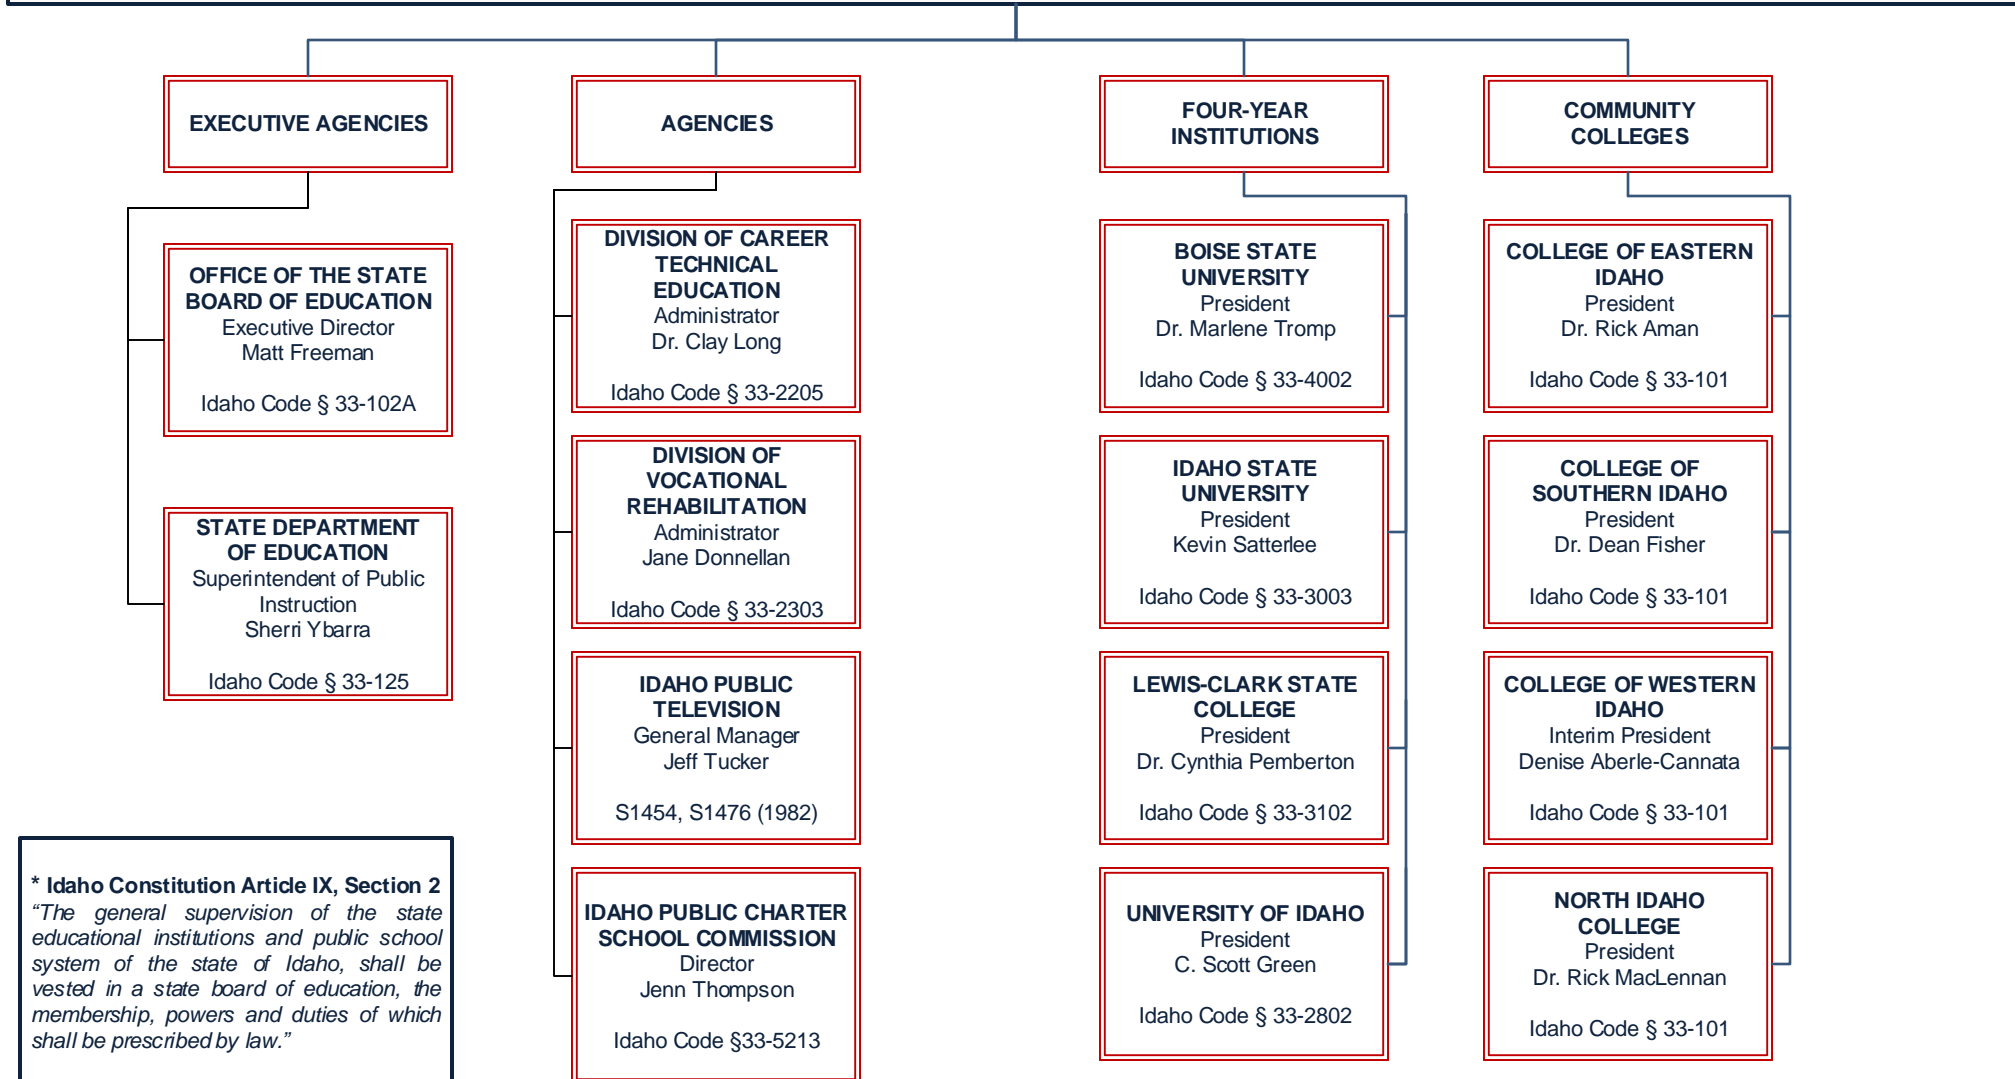 EXECUTIVE AGENCIES
OFFICE OF THE STATE
BOARD OF EDUCATION
Executive Director
Matt Freeman
Idaho Code § 33-102A
STATE DEPARTMENT
OF EDUCATION
Superintendent of Public
Instruction
Sherri Ybarra
Idaho Code § 33-125
* Idaho Constitution Article IX, Section 2
“The general supervision of the state
educational institutions and public school
system of the state of Idaho, shall be
vested in a state board of education, the
membership, powers and duties of which
shall be prescribed by law.”
AGENCIES
DIVISION OF CAREER
TECHNICAL
EDUCATION
Administrator
Dr. Clay Long
Idaho Code § 33-2205
DIVISION OF
VOCATIONAL
REHABILITATION
Administrator
Jane Donnellan
Idaho Code § 33-2303
IDAHO PUBLIC
TELEVISION
General Manager
Jeff Tucker
S1454, S1476 (1982)
IDAHO PUBLIC CHARTER
SCHOOL COMMISSION
Director
Jenn Thompson
Idaho Code §33-5213
FOUR-YEAR
INSTITUTIONS
BOISE STATE
UNIVERSITY
President
Dr. Marlene Tromp
Idaho Code § 33-4002
IDAHO STATE
UNIVERSITY
President
Kevin Satterlee
Idaho Code § 33-3003
LEWIS-CLARK STATE
COLLEGE
President
Dr. Cynthia Pemberton
Idaho Code § 33-3102
UNIVERSITY OF IDAHO
President
C. Scott Green
Idaho Code § 33-2802
COMMUNITY
COLLEGES
COLLEGE OF EASTERN
IDAHO
President
Dr. Rick Aman
Idaho Code § 33-101
COLLEGE OF
SOUTHERN IDAHO
President
Dr. Dean Fisher
Idaho Code § 33-101
COLLEGE OF WESTERN
IDAHO
Interim President
Denise Aberle-Cannata
Idaho Code § 33-101
NORTH IDAHO
COLLEGE
President
Dr. Rick MacLennan
Idaho Code § 33-101